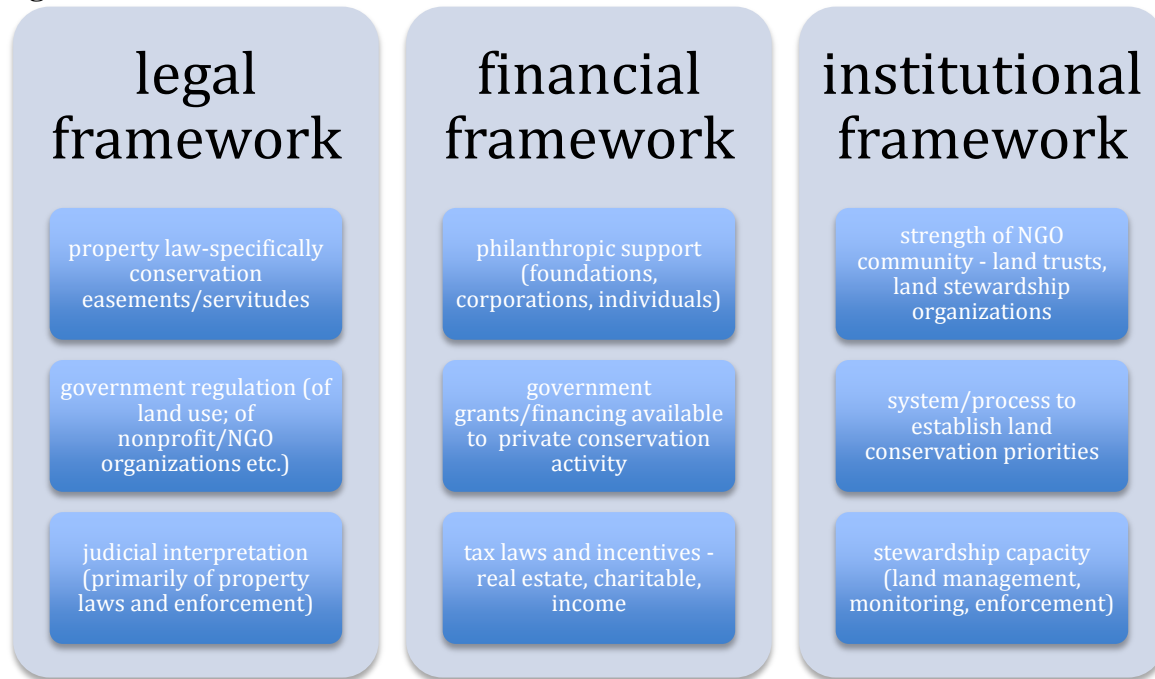 legal
framework
property law-specifically
conservation
easements/servitudes
government regulation (of
land use; of
nonprofit/NGO
organizations etc.)
judicial interpretation
(primarily of property
laws and enforcement)
financial
framework
philanthropic support
(foundations,
corporations, individuals)
government
grants/financing available
to private conservation
activity
tax laws and incentives -
real estate, charitable,
income
institutional
framework
strength of NGO
community - land trusts,
land stewardship
organizations
system/process to
establish land
conservation priorities
stewardship capacity
(land management,
monitoring, enforcement)